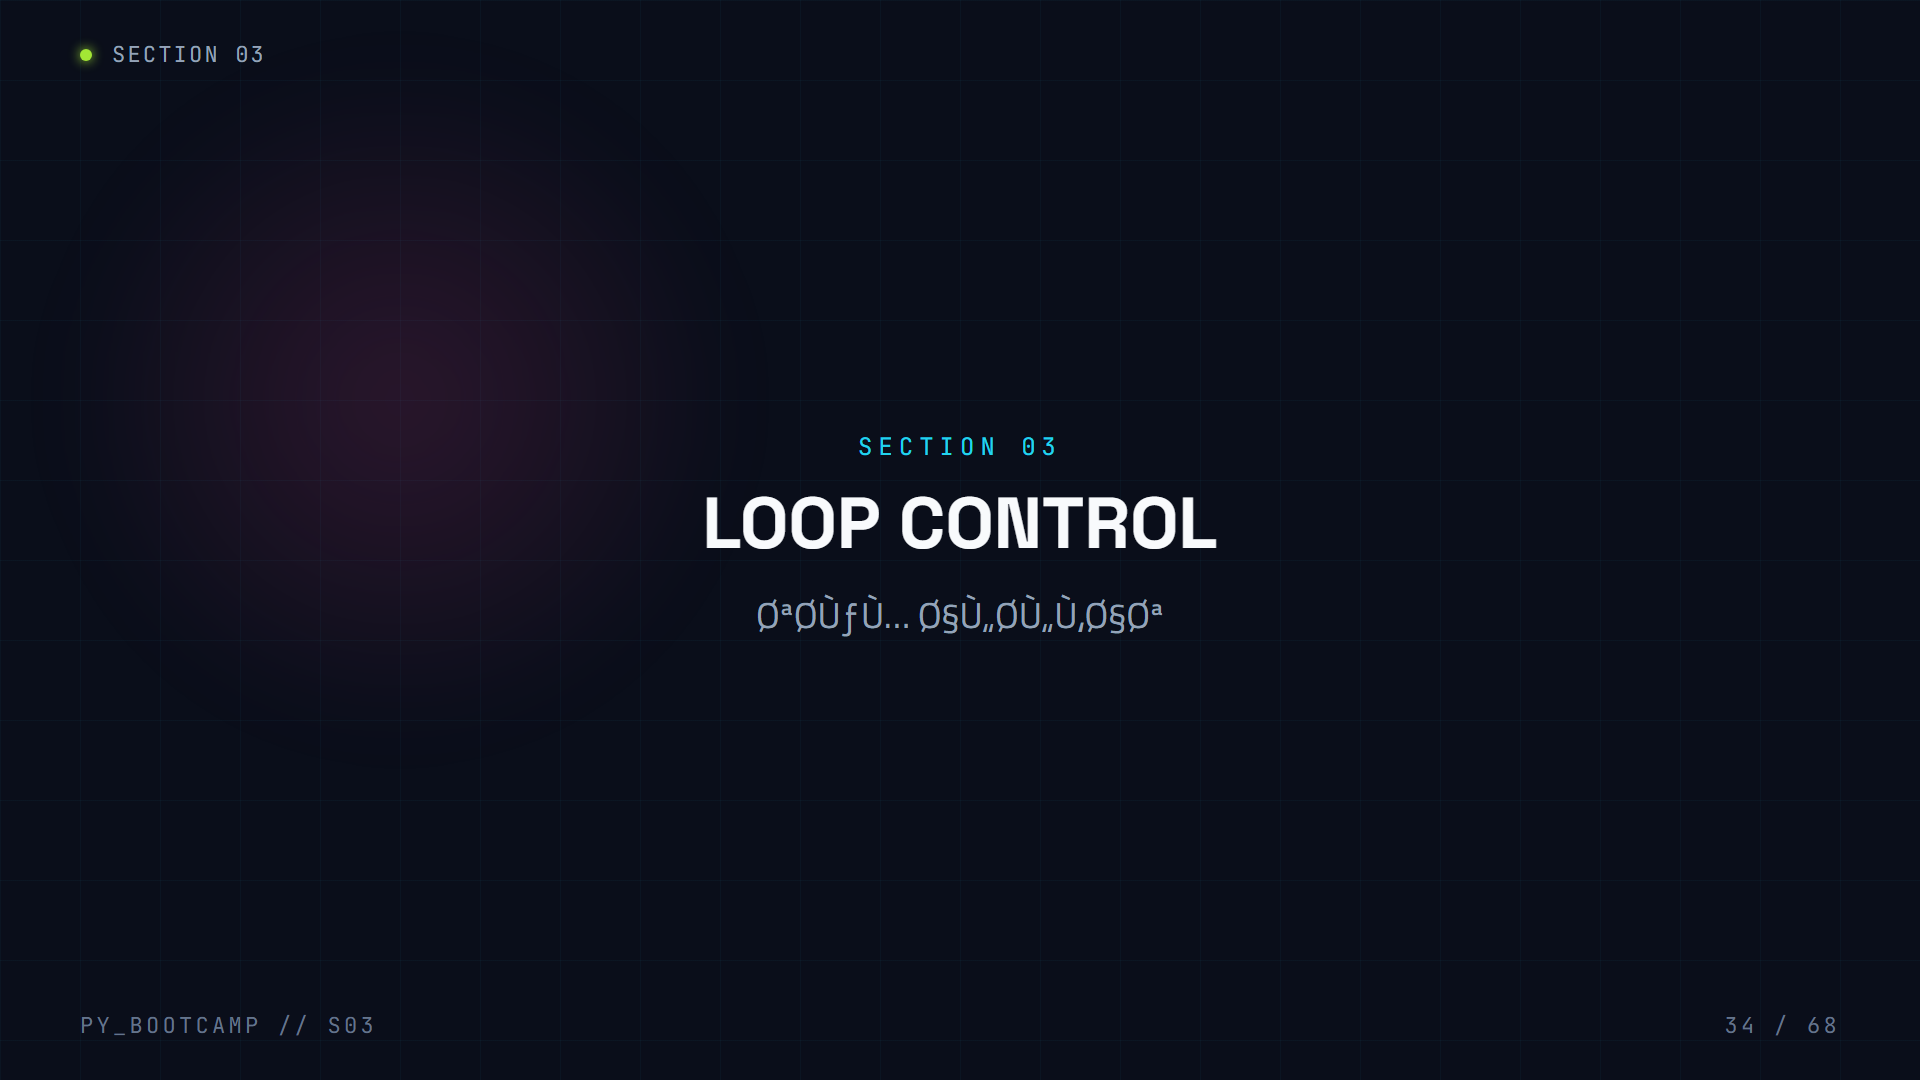 SECTION 03
SECTION 03
LOOP CONTROL
ØªØÙƒÙ… Ø§Ù„ØÙ„Ù‚Ø§Øª
PY_BOOTCAMP // S03
34 / 68